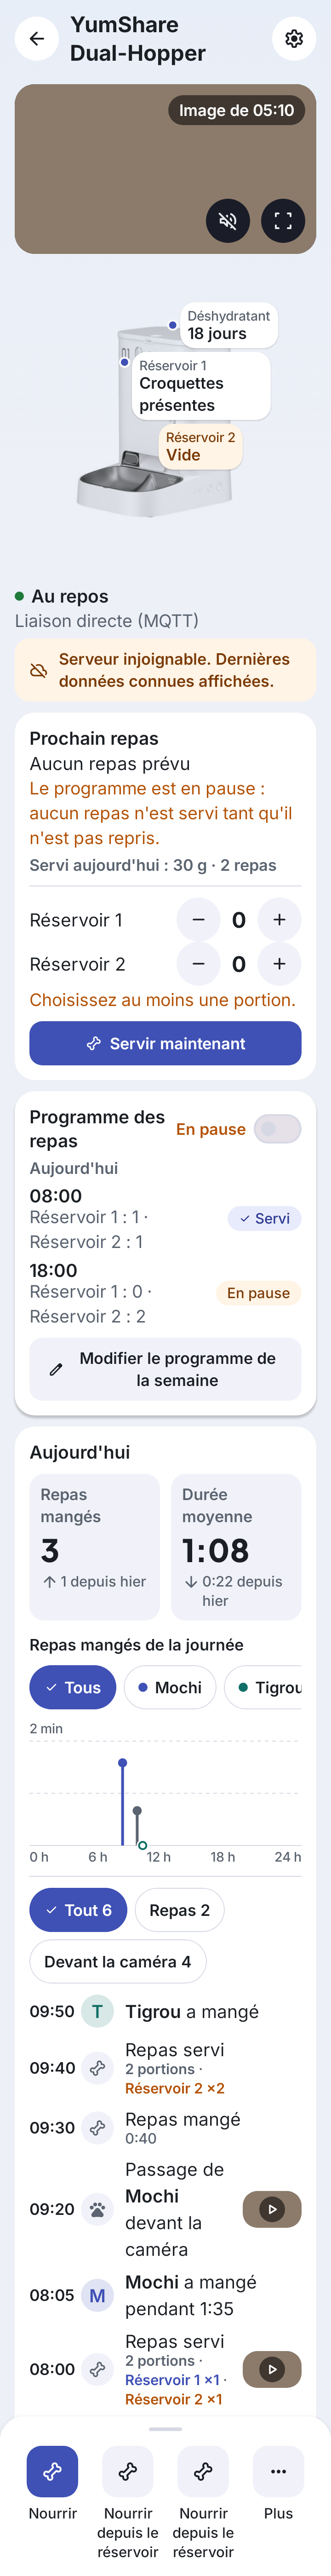 YumShare
Dual-Hopper
Image de 05:10
Déshydratant
18 jours
Réservoir 1
Croquettes
présentes
Réservoir 2
Vide
Au repos
Liaison directe (MQTT)
Serveur injoignable. Dernières
données connues affichées.
Prochain repas
Aucun repas prévu
Le programme est en pause :
aucun repas n'est servi tant qu'il
n'est pas repris.
Servi aujourd'hui : 30 g · 2 repas
Réservoir 1 − 0 +
Réservoir 2 − 0 +
Choisissez au moins une portion.
Servir maintenant
Programme des
repas
En pause
Aujourd'hui
08:00
Réservoir 1 : 1 ·
Réservoir 2 : 1
Servi
18:00
Réservoir 1 : 0 ·
Réservoir 2 : 2
En pause
Modifier le programme de
la semaine
Aujourd'hui
Repas
mangés
3
1 depuis hier
Durée
moyenne
1:08
0:22 depuis
hier
Repas mangés de la journée
Tous Mochi Tigrou
2 min
0 h 6 h 12 h 18 h 24 h
Tout 6 Repas 2
Devant la caméra 4
09:50 T Tigrou a mangé
09:40 Repas servi
2 portions ·
Réservoir 2 ×2
09:30 Repas mangé
0:40
09:20 Passage de
Mochi
devant la
caméra
08:05 M Mochi a mangé
pendant 1:35
08:00 Repas servi
2 portions ·
Réservoir 1 ×1 ·
Réservoir 2 ×1
Nourrir
Nourrir
depuis le
réservoir
Nourrir
depuis le
réservoir
Plus